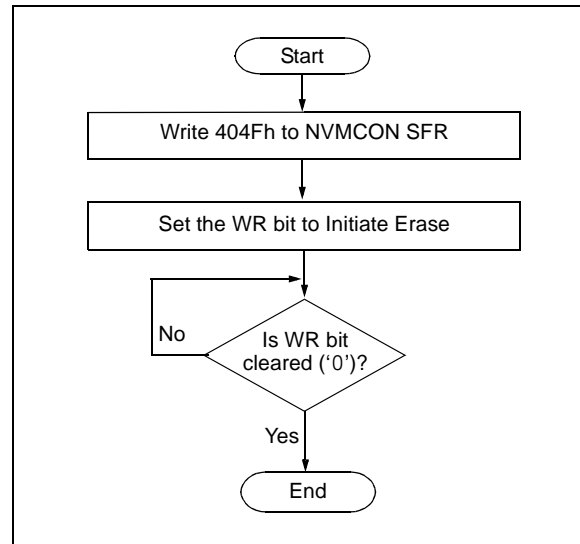 Start
Write 404Fh to NVMCON SFR
Set the WR bit to Initiate Erase
No
Is WR bit
cleared (‘0’)?
Yes
End